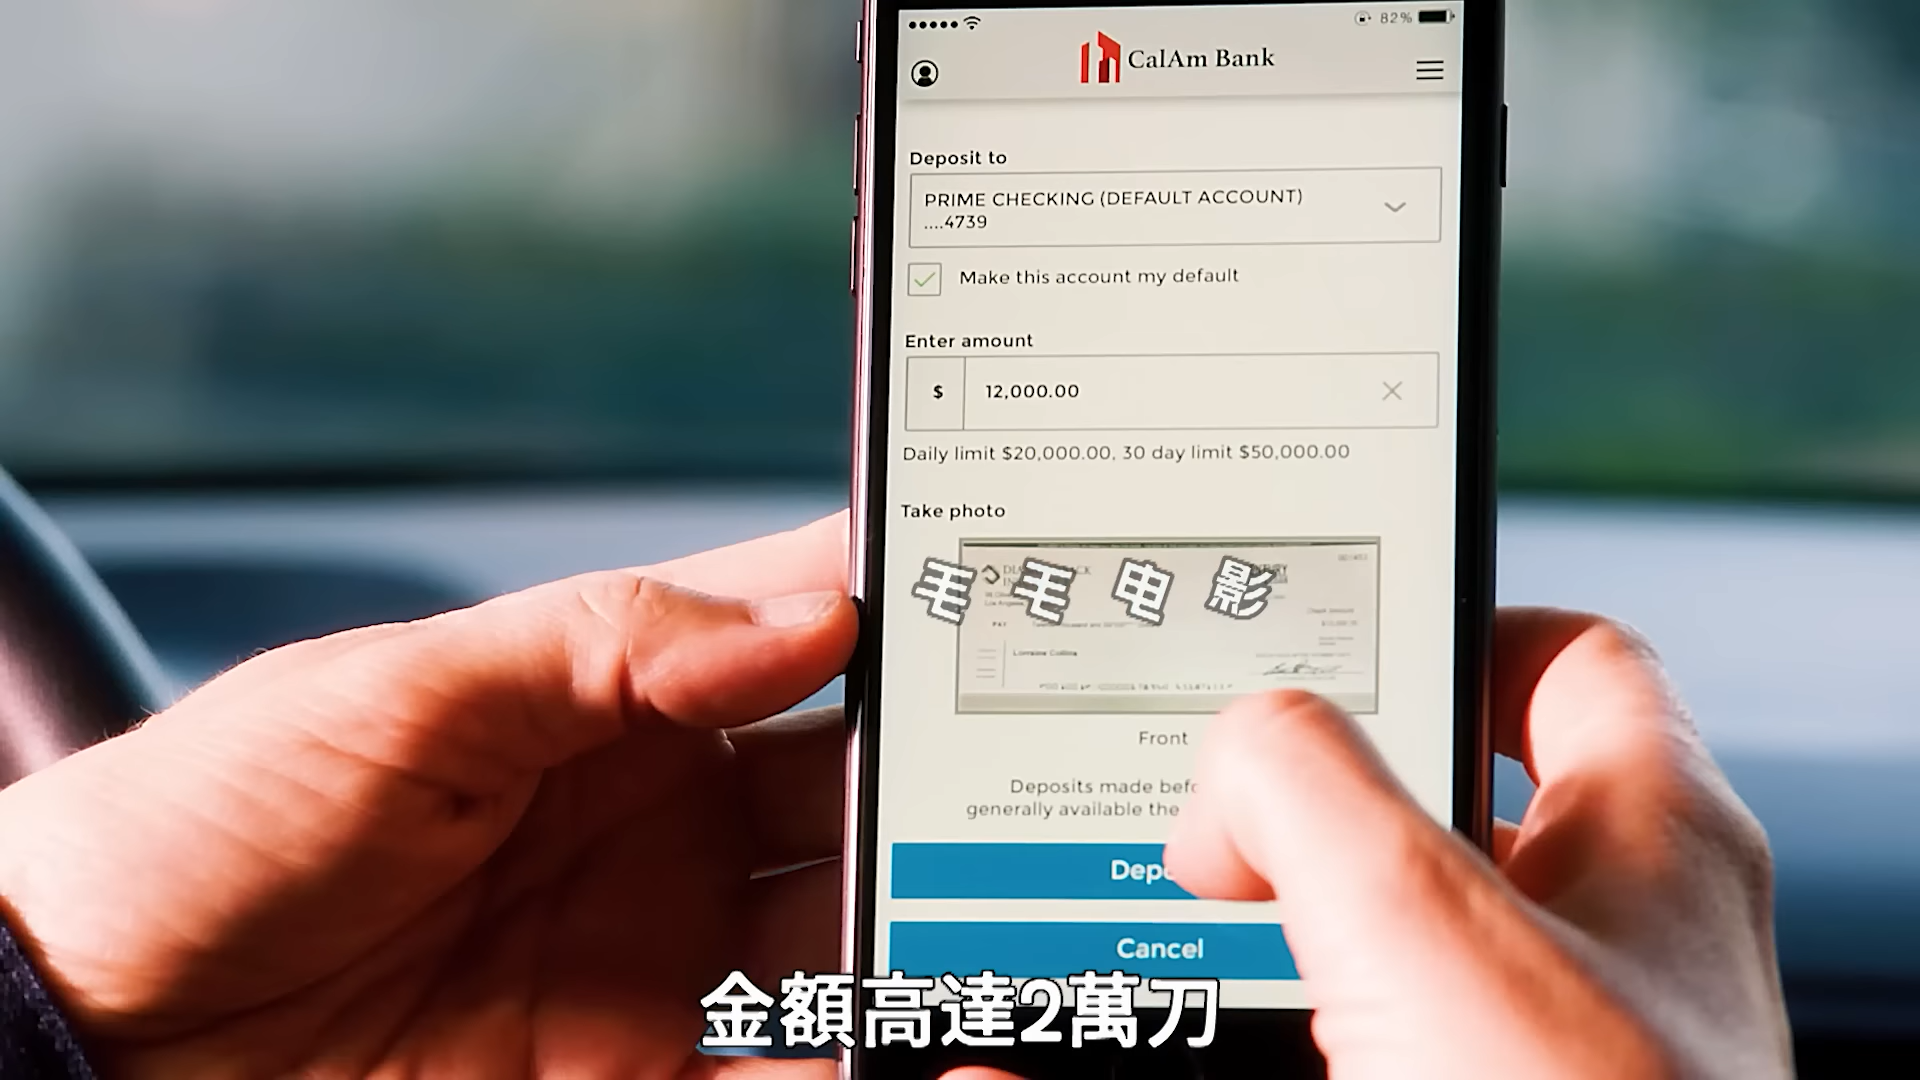 82%
CalAm Bank
Deposit to
PRIME CHECKING (DEFAULT ACCOUNT)
....4739
Make this account my default
Enter amount
$ 12,000.00
Daily limit $20,000.00, 30 day limit $50,000.00
Take photo
毛毛电影
Lorraine Collins
Front
Deposits made
generally available the
Cancel
金額高達2萬刀